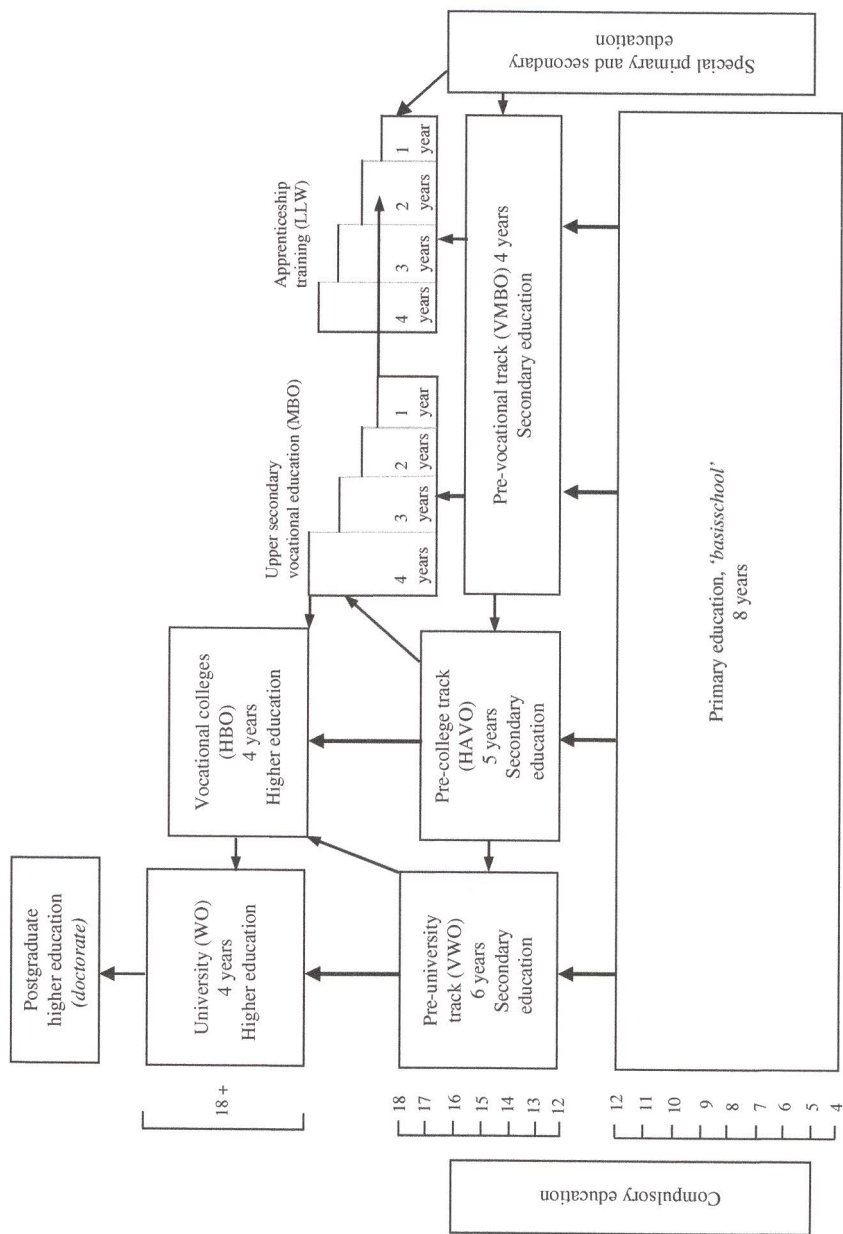 Postgraduate
higher education
(doctorate)
University (WO)
4 years
Higher education
Vocational colleges
(HBO)
4 years
Higher education
18 +
Upper secondary
vocational education (MBO)
4
years
3
years
2
years
1
year
Apprenticeship
training (LLW)
4
years
3
years
2
years
1
year
Pre-university
track (VWO)
6 years
Secondary
education
Pre-college track
(HAVO)
5 years
Secondary
education
Pre-vocational track (VMBO) 4 years
Secondary education
Special primary and secondary
education
18
17
16
15
14
13
12
Primary education, 'basisschool'
8 years
12
11
10
9
8
7
6
5
4
Compulsory education